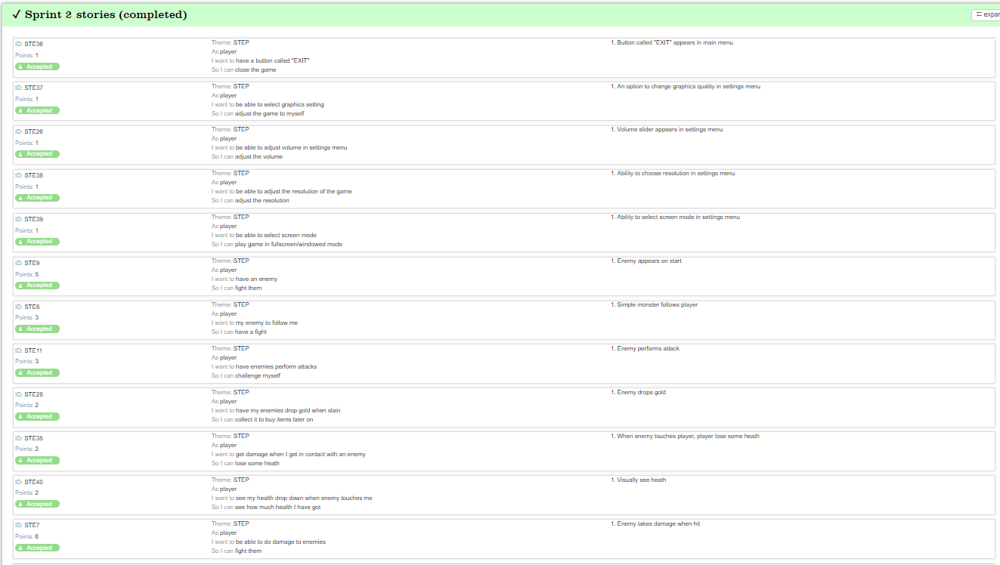 ✓ Sprint 2 stories (completed)
expan
ID: STE36
Points: 1
Accepted
Theme: STEP
As player
I want to have a button called "EXIT"
So I can close the game
1. Button called "EXIT" appears in main menu
ID: STE37
Points: 1
Accepted
Theme: STEP
As player
I want to be able to select graphics setting
So I can adjust the game to myself
1. An option to change graphics quality in settings menu
ID: STE26
Points: 1
Accepted
Theme: STEP
As player
I want to be able to adjust volume in settings menu
So I can adjust the volume
1. Volume slider appears in settings menu
ID: STE38
Points: 1
Accepted
Theme: STEP
As player
I want to be able to adjust the resolution of the game
So I can adjust the resolution
1. Ability to choose resolution in settings menu
ID: STE39
Points: 1
Accepted
Theme: STEP
As player
I want to be able to select screen mode
So I can play game in fullscreen/windowed mode
1. Ability to select screen mode in settings menu
ID: STE9
Points: 5
Accepted
Theme: STEP
As player
I want to have an enemy
So I can fight them
1. Enemy appears on start
ID: STE8
Points: 3
Accepted
Theme: STEP
As player
I want to my enemy to follow me
So I can have a fight
1. Simple monster follows player
ID: STE11
Points: 3
Accepted
Theme: STEP
As player
I want to have enemies perform attacks
So I can challenge myself
1. Enemy performs attack
ID: STE28
Points: 2
Accepted
Theme: STEP
As player
I want to have my enemies drop gold when slain
So I can collect it to buy items later on
1. Enemy drops gold
ID: STE35
Points: 2
Accepted
Theme: STEP
As player
I want to get damage when I get in contact with an enemy
So I can lose some heath
1. When enemy touches player, player lose some heath
ID: STE40
Points: 2
Accepted
Theme: STEP
As player
I want to see my health drop down when enemy touches me
So I can see how much health I have got
1. Visually see heath
ID: STE7
Points: 6
Accepted
Theme: STEP
As player
I want to be able to do damage to enemies
So I can fight them
1. Enemy takes damage when hit